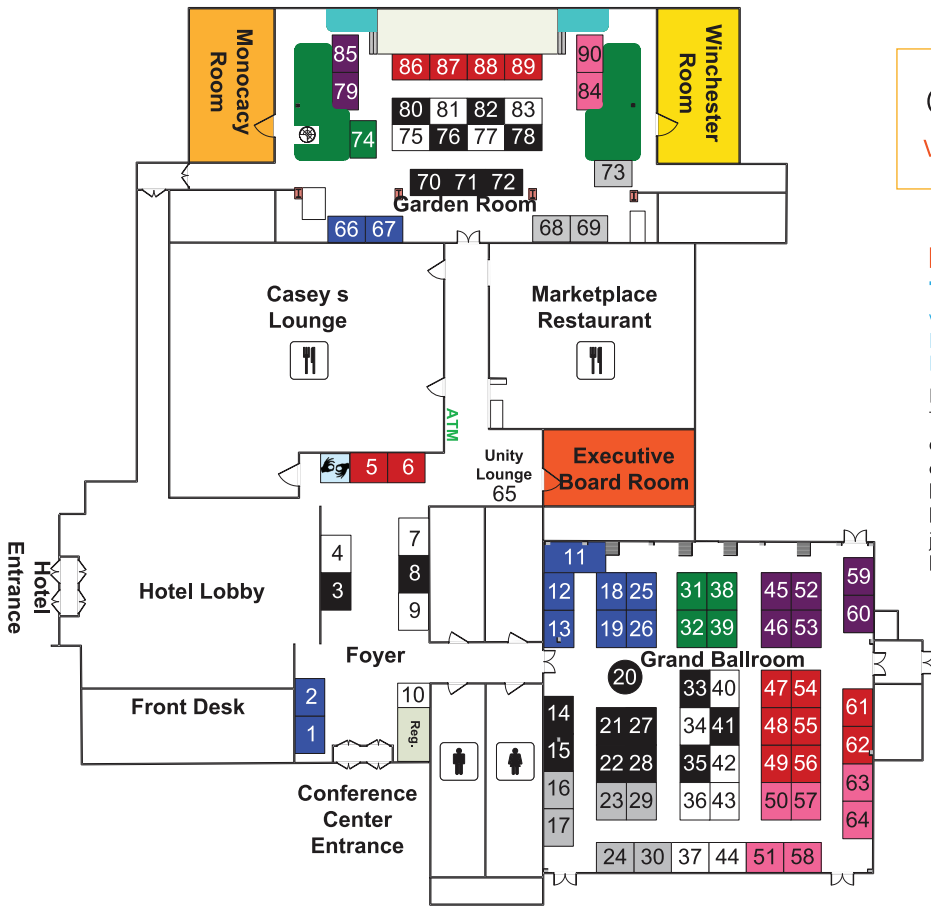 Monocacy
Room
Winchester
Room
85
79
74
86 87 88 89
80 81 82 83
75 76 77 78
70 71 72
90
84
73
Garden Room
66 67
68 69
Casey s
Lounge
Marketplace
Restaurant
ATM
Unity
Lounge
65
Executive
Board Room
5 6
4
3
7
8
9
Hotel
Entrance
Hotel Lobby
Foyer
Front Desk
2
1
10
Reg.
Conference
Center
Entrance
11
12
13
18 25
19 26
31 38
32 39
45 52
46 53
59
60
Grand Ballroom
20
14
15
16
17
21 27
22 28
23 29
33 40
34 41
35 42
36 43
47 54
48 55
49 56
50 57
61
62
63
64
24 30 37 44 51 58